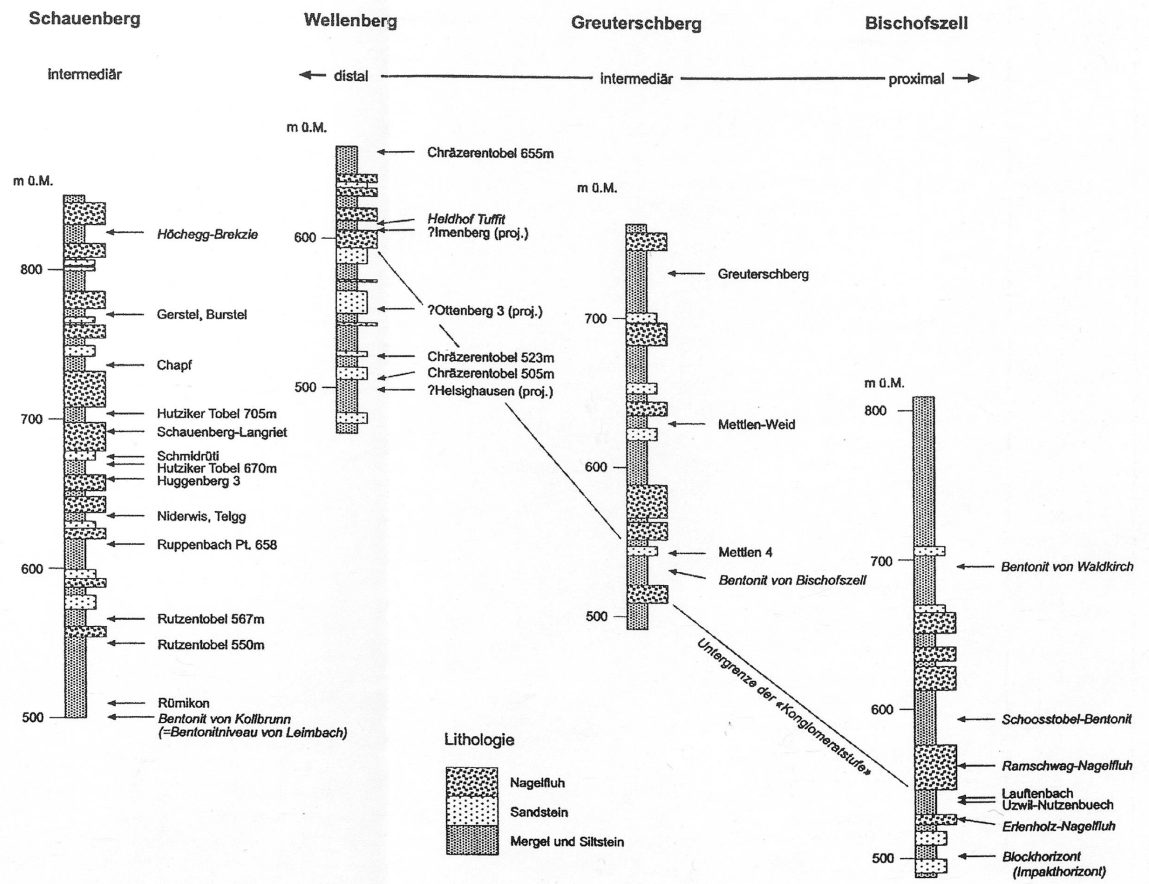 Schauenberg
Wellenberg
Greuterschberg
Bischofszell
intermediär
distal
intermediär
proximal
m ü.M.
800
700
600
500
Höchegg-Brekzie
Gerstel, Burstel
Chapf
Hutziker Tobel 705m
Schauenberg-Langriet
Schmidrüti
Hutziker Tobel 670m
Huggenberg 3
Niderwis, Telgg
Ruppenbach Pt. 658
Rutzentobel 567m
Rutzentobel 550m
Rümikon
Bentonit von Kollbrunn
(=Bentonitniveau von Leimbach)
m ü.M.
600
500
Chräzerentobel 655m
Heldhof Tuffit
?Imenberg (proj.)
?Ottenberg 3 (proj.)
Chräzerentobel 523m
Chräzerentobel 505m
?Helsighausen (proj.)
m ü.M.
700
600
500
Greuterschberg
Mettlen-Weid
Mettlen 4
Bentonit von Bischofszell
Untergrenze der «Konglomeratstufe»
m ü.M.
800
700
600
500
Bentonit von Waldkirch
Schoosstobel-Bentonit
Ramschwag-Nagelfluh
Lauftenbach
Uzwil-Nutzenbuech
Erlenholz-Nagelfluh
Blockhorizont
(Impakthorizont)
Lithologie
Nagelfluh
Sandstein
Mergel und Siltstein